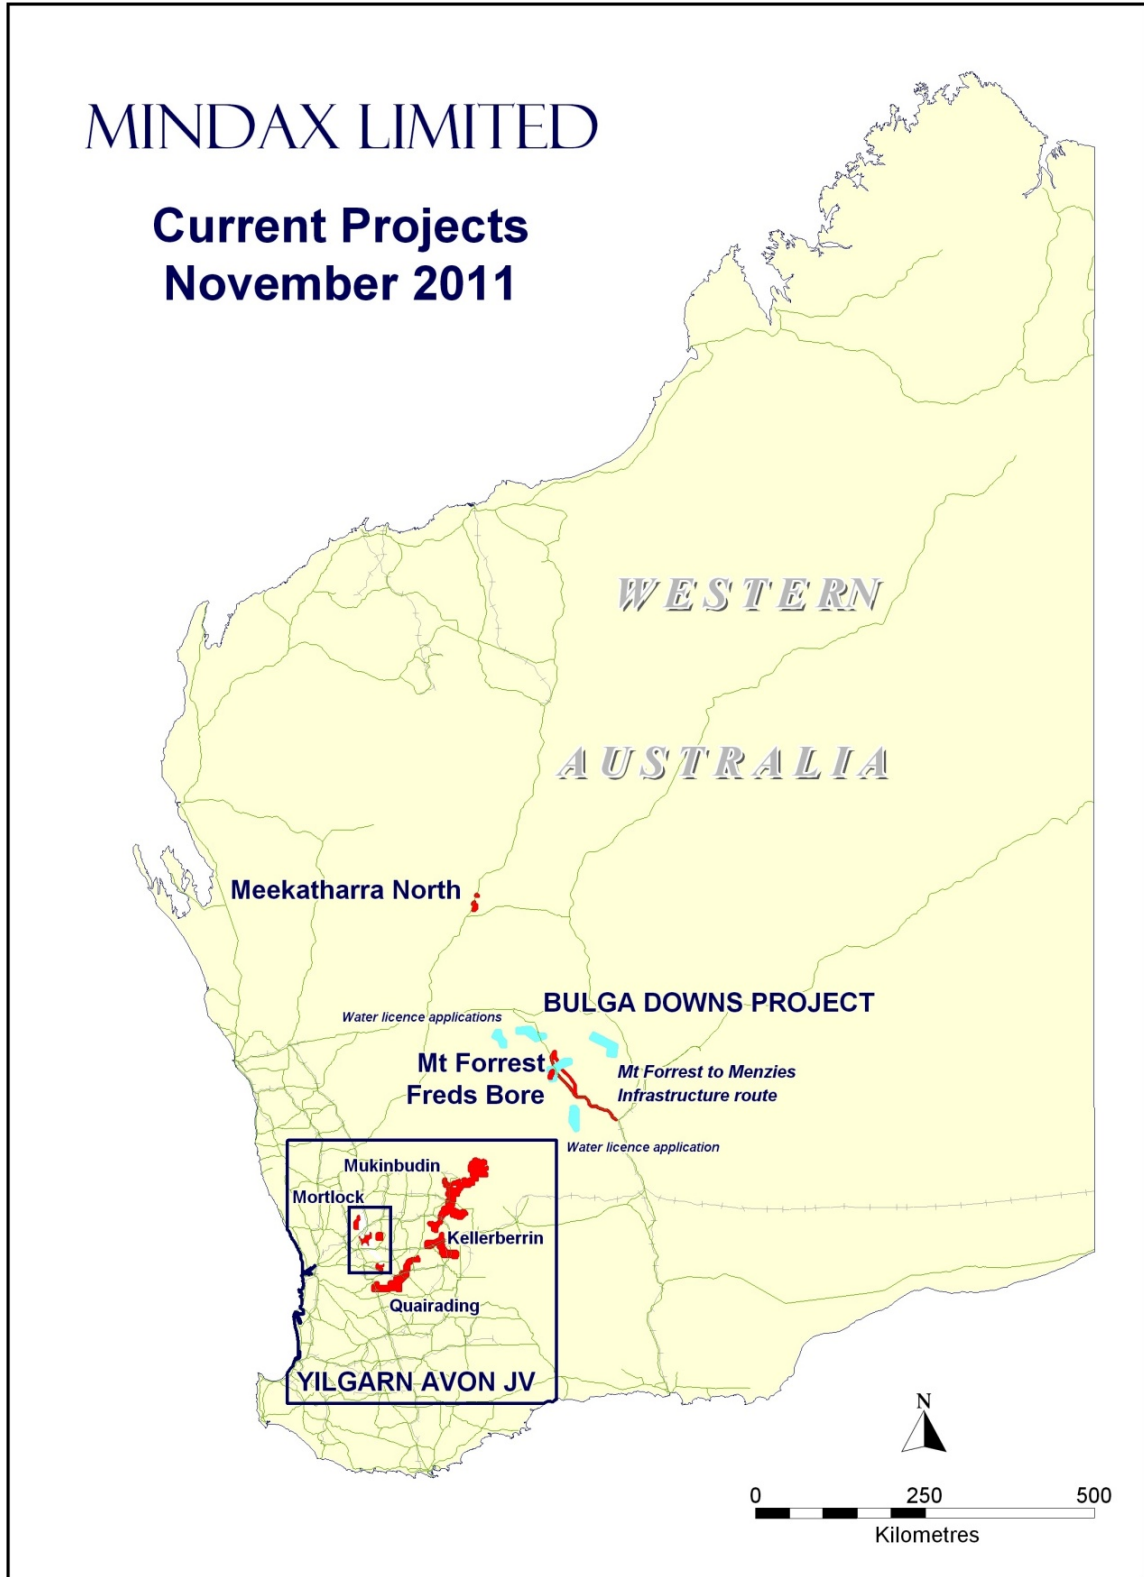 MINDAX LIMITED
Current Projects
November 2011
WESTERN
AUSTRALIA
Meekatharra North
BULGA DOWNS PROJECT
Water licence applications
Mt Forrest
Freds Bore
Mt Forrest to Menzies
Infrastructure route
Water licence application
Mukinbudin
Mortlock
Kellerberrin
Quairading
YILGARN AVON JV
N
0 250 500
Kilometres